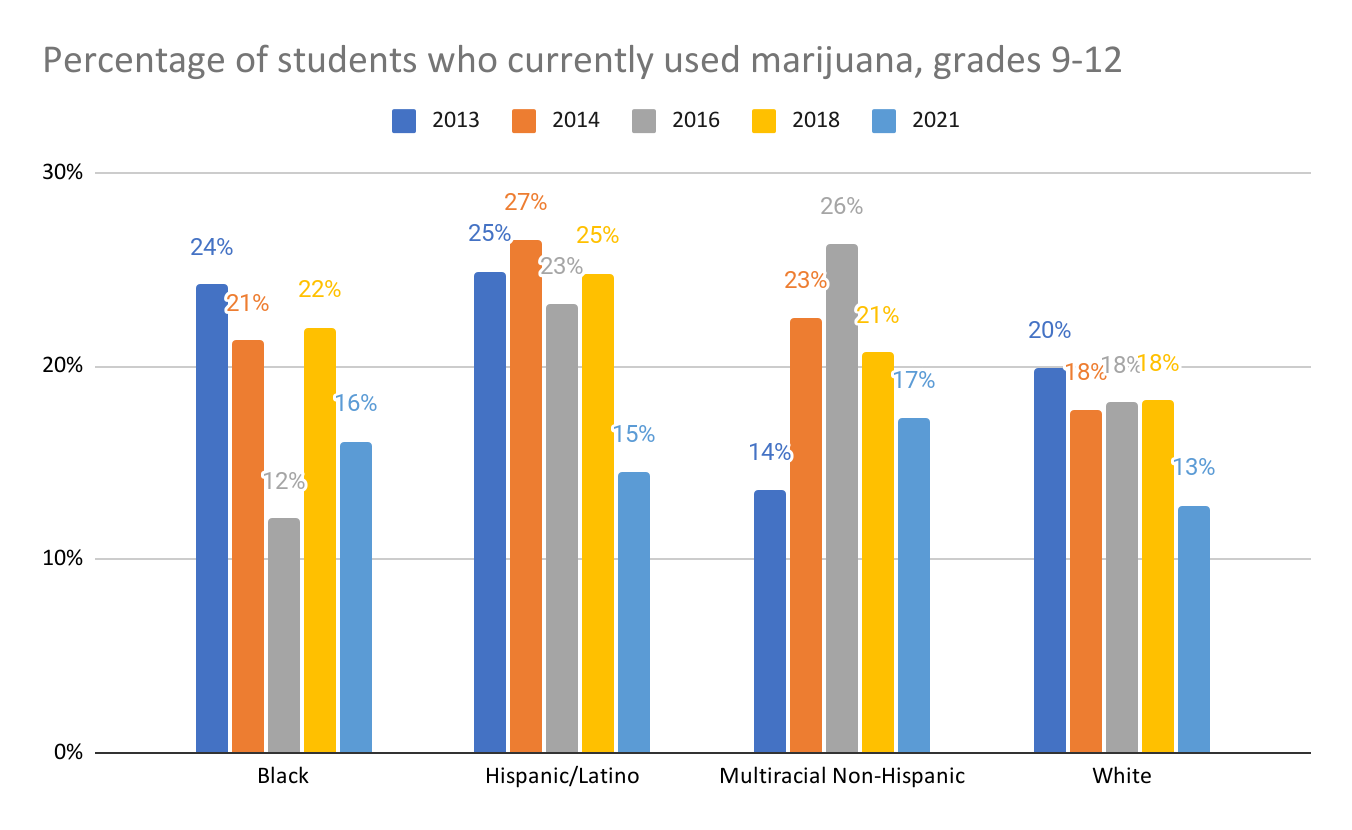 Percentage of students who currently used marijuana, grades 9-12
2013 2014 2016 2018 2021
30%
20%
10%
0%
24% 21% 12% 22% 16%
25% 27% 23% 25% 15%
14% 23% 26% 21% 17%
20% 18% 18% 18% 13%
Black Hispanic/Latino Multiracial Non-Hispanic White